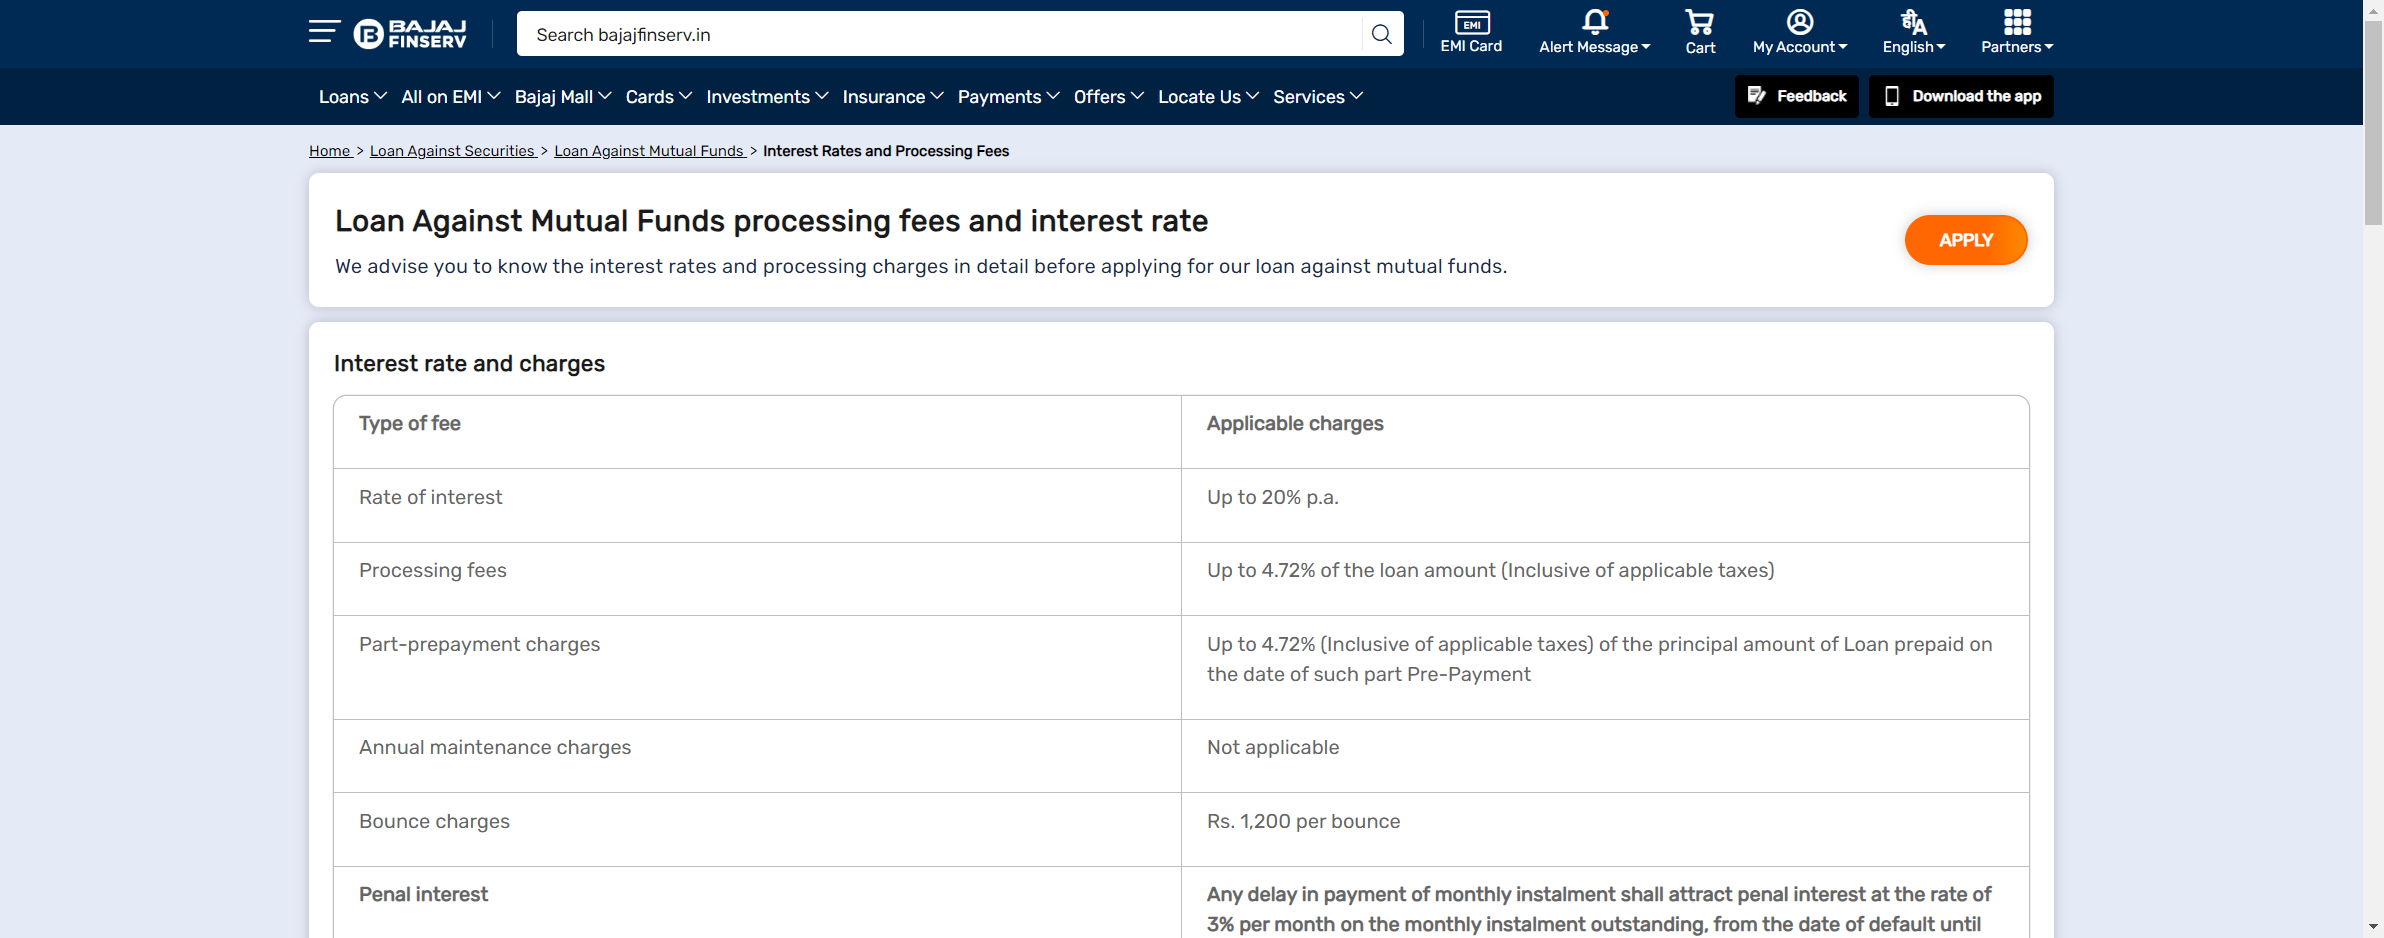 BAJAJ
FINSERV
Search bajajfinserv.in
EMI
EMI Card
Alert Message
Cart
My Account
हीA
English
Partners
Loans All on EMI Bajaj Mall Cards Investments Insurance Payments Offers Locate Us Services
Feedback
Download the app
Home > Loan Against Securities > Loan Against Mutual Funds > Interest Rates and Processing Fees
Loan Against Mutual Funds processing fees and interest rate
We advise you to know the interest rates and processing charges in detail before applying for our loan against mutual funds.
APPLY
Interest rate and charges
Type of fee
Applicable charges
Rate of interest
Up to 20% p.a.
Processing fees
Up to 4.72% of the loan amount (Inclusive of applicable taxes)
Part-prepayment charges
Up to 4.72% (Inclusive of applicable taxes) of the principal amount of Loan prepaid on
the date of such part Pre-Payment
Annual maintenance charges
Not applicable
Bounce charges
Rs. 1,200 per bounce
Penal interest
Any delay in payment of monthly instalment shall attract penal interest at the rate of
3% per month on the monthly instalment outstanding, from the date of default until